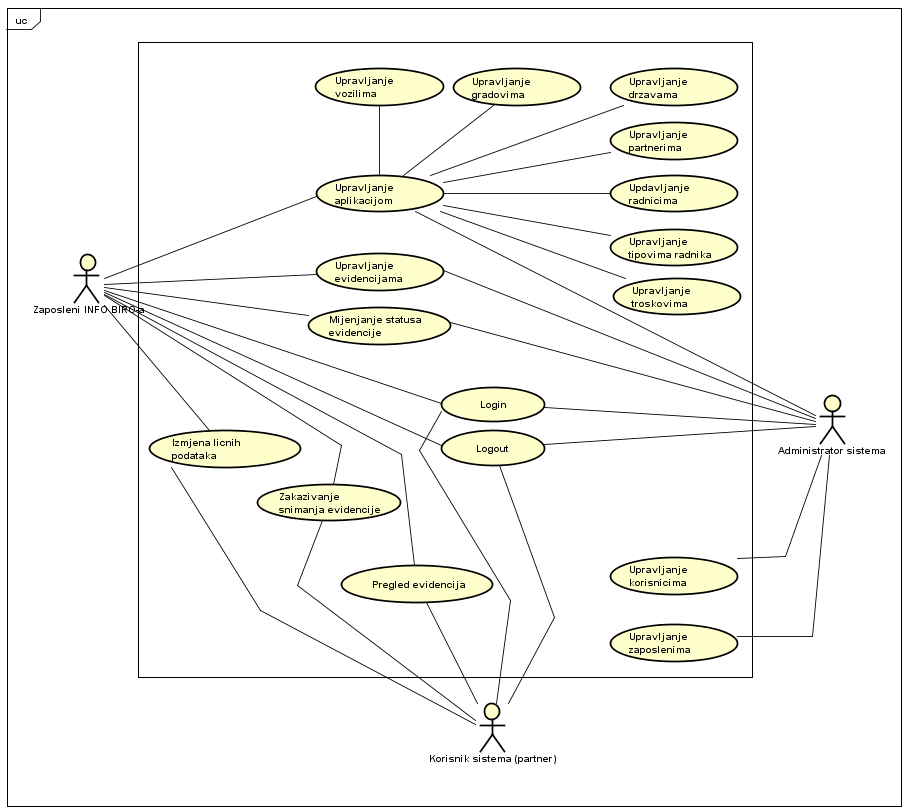 uc
Upravljanje
vozilima
Upravljanje
gradovima
Upravljanje
drzavama
Upravljanje
partnerima
Upravljanje
aplikacijom
Updavljanje
radnicima
Upravljanje
tipovima radnika
Upravljanje
evidencijama
Upravljanje
troskovima
Zaposleni INFO BIRO-a
Mijenjanje statusa
evidencije
Login
Logout
Administrator sistema
Izmjena licnih
podataka
Zakazivanje
snimanja evidencije
Pregled evidencija
Upravljanje
korisnicima
Upravljanje
zaposlenima
Korisnik sistema (partner)